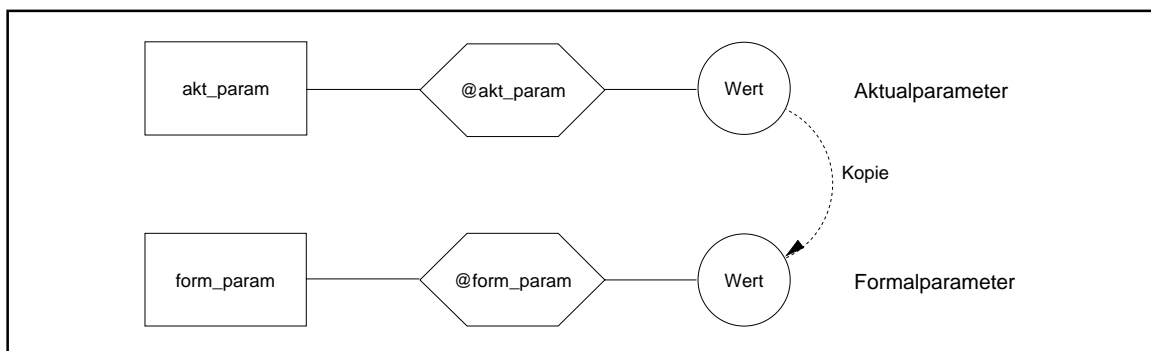 akt_param
@akt_param
Wert
Aktualparameter
Kopie
form_param
@form_param
Wert
Formalparameter